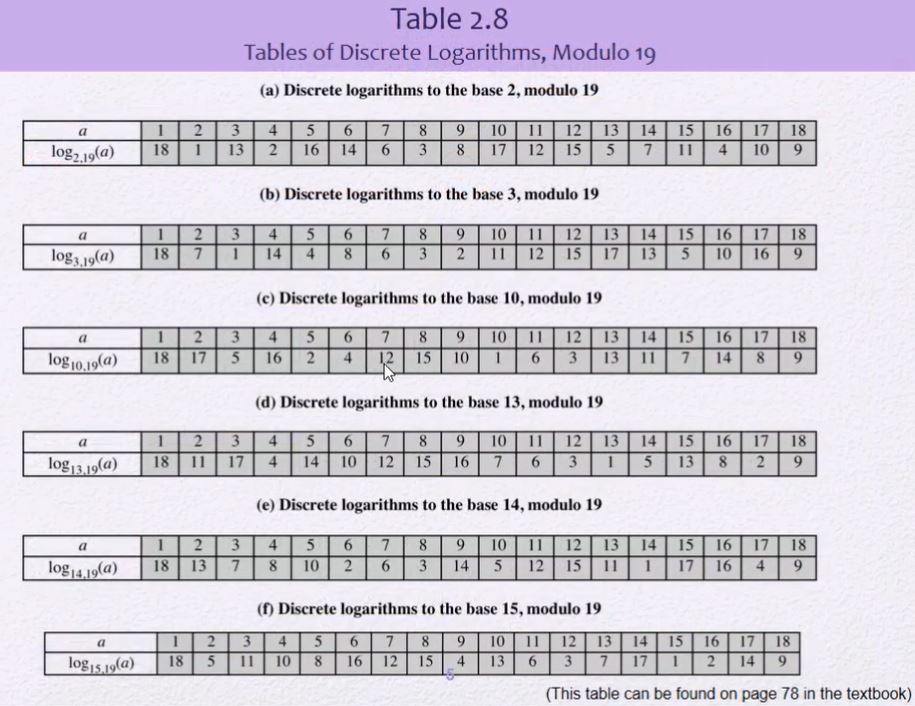 Table 2.8
Tables of Discrete Logarithms, Modulo 19
(a) Discrete logarithms to the base 2, modulo 19
a 1 2 3 4 5 6 7 8 9 10 11 12 13 14 15 16 17 18
log2,19(a) 18 1 13 2 16 14 6 3 8 17 12 15 5 7 11 4 10 9
(b) Discrete logarithms to the base 3, modulo 19
a 1 2 3 4 5 6 7 8 9 10 11 12 13 14 15 16 17 18
log3,19(a) 18 7 1 14 4 8 6 3 2 11 12 15 17 13 5 10 16 9
(c) Discrete logarithms to the base 10, modulo 19
a 1 2 3 4 5 6 7 8 9 10 11 12 13 14 15 16 17 18
log10,19(a) 18 17 5 16 2 4 12 15 10 1 6 3 13 11 7 14 8 9
(d) Discrete logarithms to the base 13, modulo 19
a 1 2 3 4 5 6 7 8 9 10 11 12 13 14 15 16 17 18
log13,19(a) 18 11 17 4 14 10 12 15 16 7 6 3 1 5 13 8 2 9
(e) Discrete logarithms to the base 14, modulo 19
a 1 2 3 4 5 6 7 8 9 10 11 12 13 14 15 16 17 18
log14,19(a) 18 13 7 8 10 2 6 3 14 5 12 15 11 1 17 16 4 9
(f) Discrete logarithms to the base 15, modulo 19
a 1 2 3 4 5 6 7 8 9 10 11 12 13 14 15 16 17 18
log15,19(a) 18 5 11 10 8 16 12 15 4 13 6 3 7 17 1 2 14 9
5
(This table can be found on page 78 in the textbook)